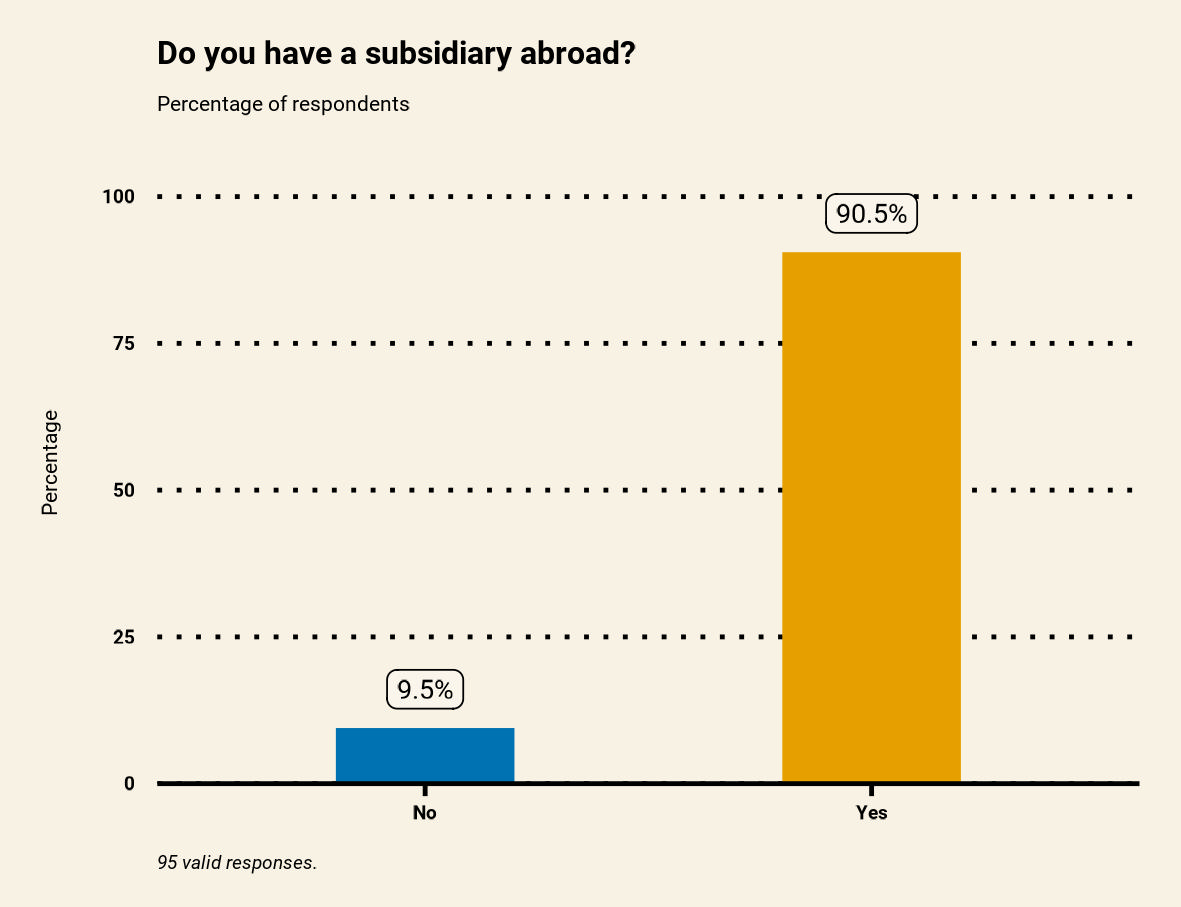 Do you have a subsidiary abroad?
Percentage of respondents
100
90.5%
75
Percentage
50
25
9.5%
0
No
Yes
95 valid responses.